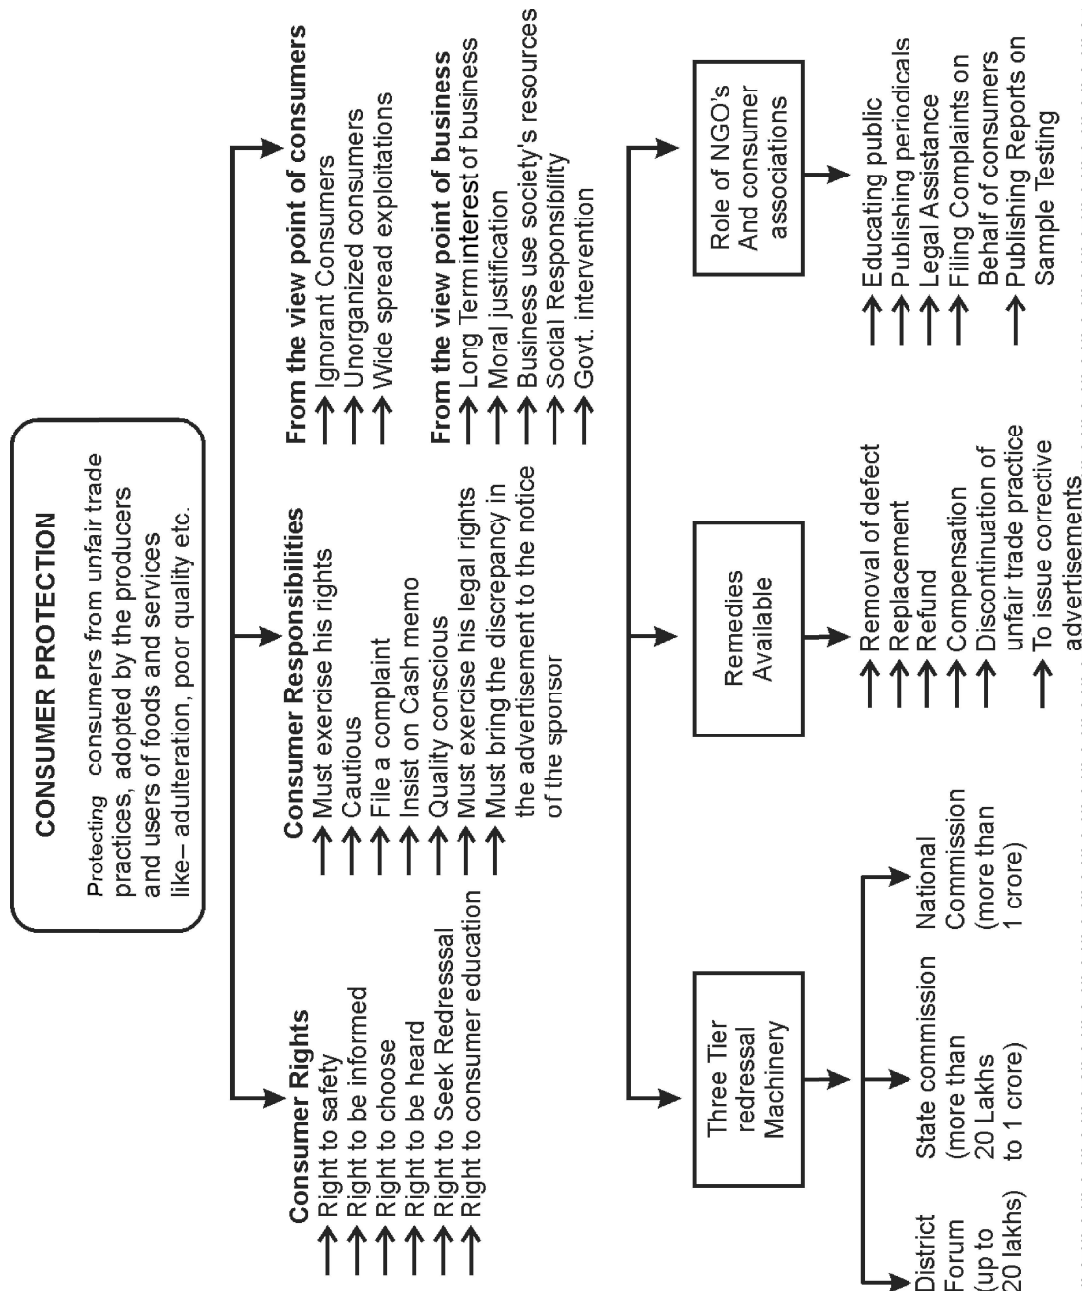 CONSUMER PROTECTION
Protecting consumers from unfair trade
practices, adopted by the producers
and users of foods and services
like– adulteration, poor quality etc.
Consumer Rights
Right to safety
Right to be informed
Right to choose
Right to be heard
Right to Seek Redresssal
Right to consumer education
Consumer Responsibilities
Must exercise his rights
Cautious
File a complaint
Insist on Cash memo
Quality conscious
Must exercise his legal rights
Must bring the discrepancy in
the advertisement to the notice
of the sponsor
From the view point of consumers
Ignorant Consumers
Unorganized consumers
Wide spread exploitations
From the view point of business
Long Term interest of business
Moral justification
Business use society's resources
Social Responsibility
Govt. intervention
Three Tier
redressal
Machinery
District
Forum
(up to
20 lakhs)
State commission
(more than
20 Lakhs
to 1 crore)
National
Commission
(more than
1 crore)
Remedies
Available
Removal of defect
Replacement
Refund
Compensation
Discontinuation of
unfair trade practice
To issue corrective
advertisements
Role of NGO's
And consumer
associations
Educating public
Publishing periodicals
Legal Assistance
Filing Complaints on
Behalf of consumers
Publishing Reports on
Sample Testing